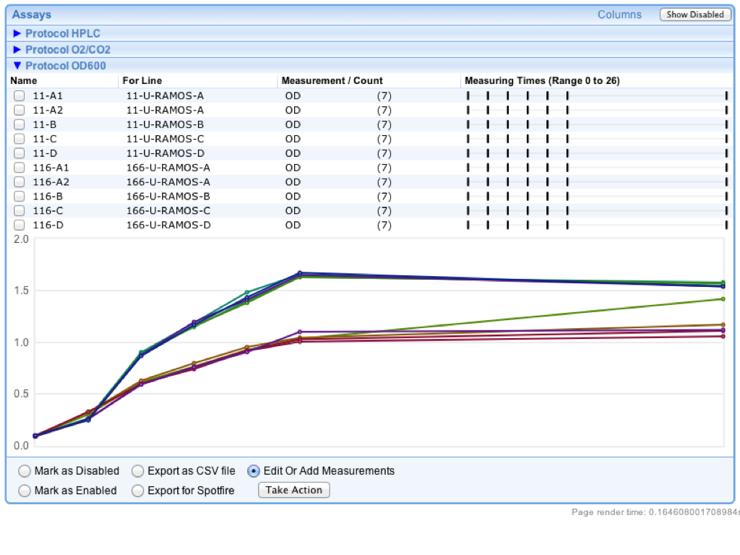 Assays Columns Show Disabled
Protocol HPLC
Protocol O2/CO2
Protocol OD600
Name For Line Measurement / Count Measuring Times (Range 0 to 26)
11-A1 11-U-RAMOS-A OD (7)
11-A2 11-U-RAMOS-A OD (7)
11-B 11-U-RAMOS-B OD (7)
11-C 11-U-RAMOS-C OD (7)
11-D 11-U-RAMOS-D OD (7)
116-A1 166-U-RAMOS-A OD (7)
116-A2 166-U-RAMOS-A OD (7)
116-B 166-U-RAMOS-B OD (7)
116-C 166-U-RAMOS-C OD (7)
116-D 166-U-RAMOS-D OD (7)
2.0
1.5
1.0
0.5
0.0
Mark as Disabled Export as CSV file Edit Or Add Measurements
Mark as Enabled Export for Spotfire Take Action
Page render time: 0.164608001708984